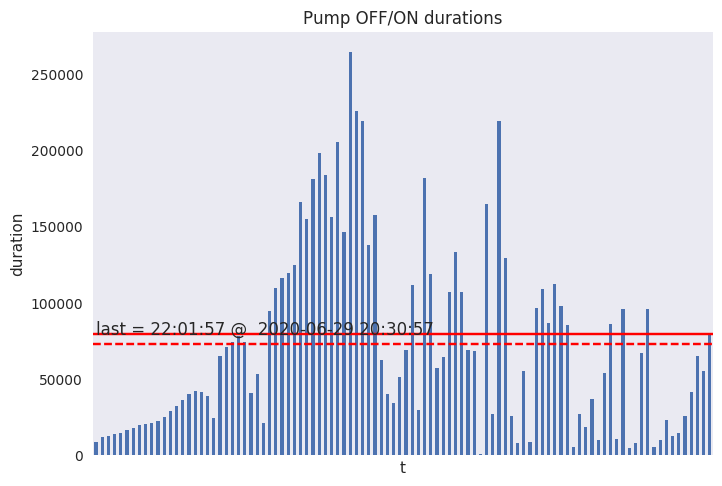 Pump OFF/ON durations
250000
200000
150000
100000
50000
0
duration
last = 22:01:57 @  2020-06-29 20:30:57
t